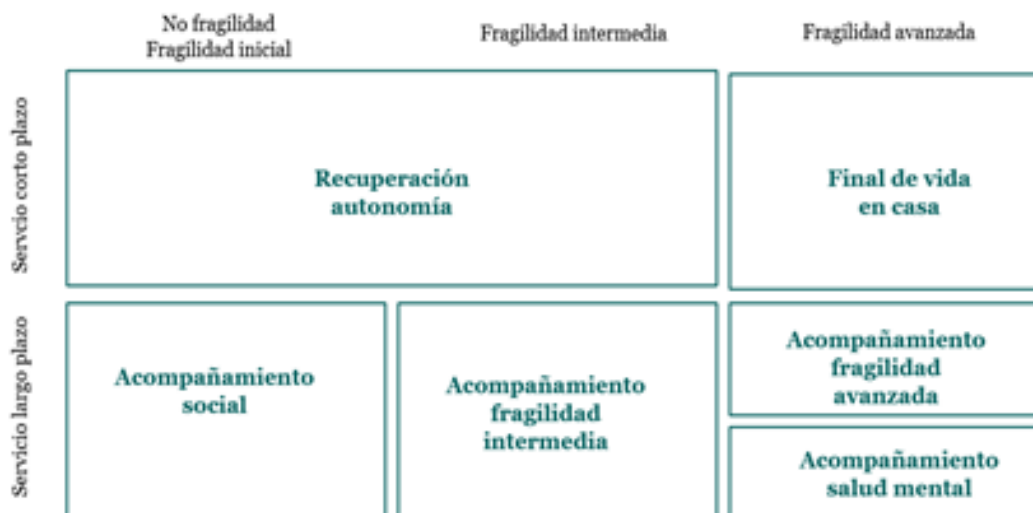 No fragilidad
Fragilidad inicial
Fragilidad intermedia
Fragilidad avanzada
Servcio corto plazo
Recuperación
autonomía
Final de vida
en casa
Servicio largo plazo
Acompañamiento
social
Acompañamiento
fragilidad
intermedia
Acompañamiento
fragilidad
avanzada
Acompañamiento
salud mental